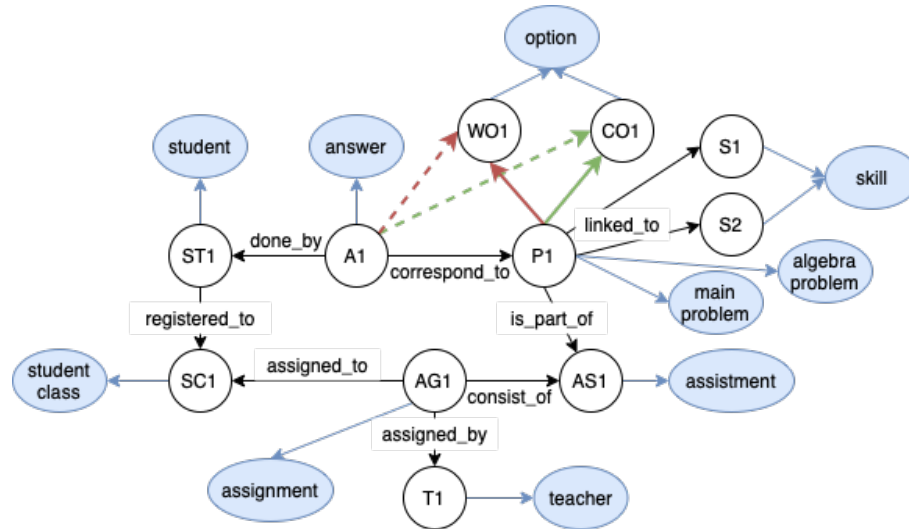 option
WO1
CO1
student
answer
S1
skill
S2
linked_to
ST1
done_by
A1
correspond_to
P1
algebra
problem
main
problem
registered_to
is_part_of
student
class
SC1
assigned_to
AG1
consist_of
AS1
assistment
assigned_by
assignment
T1
teacher